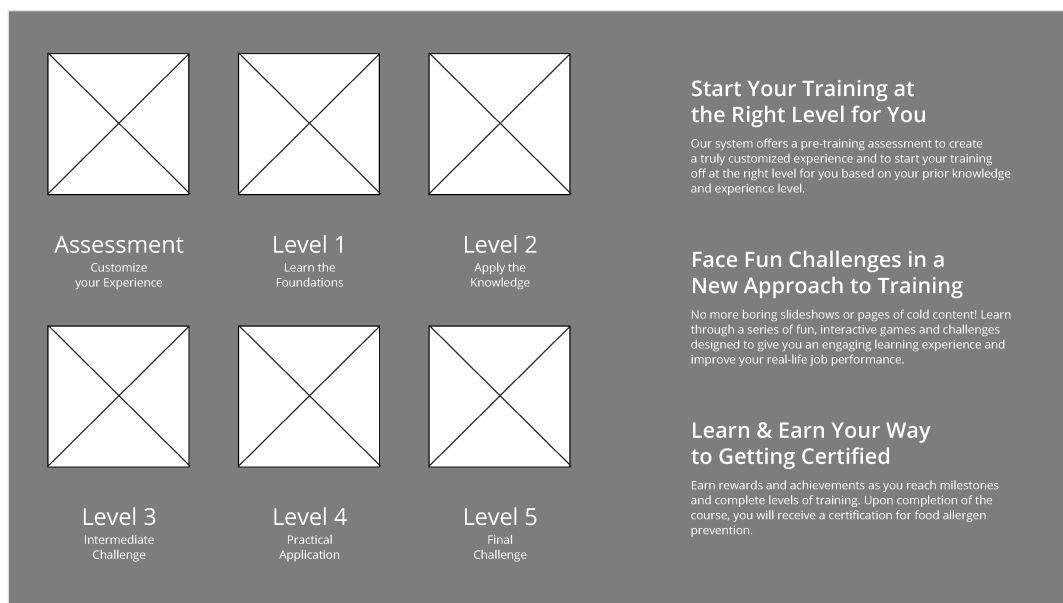 Assessment
Customize
your Experience
Level 1
Learn the
Foundations
Level 2
Apply the
Knowledge
Level 3
Intermediate
Challenge
Level 4
Practical
Application
Level 5
Final
Challenge
Start Your Training at
the Right Level for You
Our system offers a pre-training assessment to create
a truly customized experience and to start your training
off at the right level for you based on your prior knowledge
and experience level.
Face Fun Challenges in a
New Approach to Training
No more boring slideshows or pages of cold content! Learn
through a series of fun, interactive games and challenges
designed to give you an engaging learning experience and
improve your real-life job performance.
Learn & Earn Your Way
to Getting Certified
Earn rewards and achievements as you reach milestones
and complete levels of training. Upon completion of the
course, you will receive a certification for food allergen
prevention.